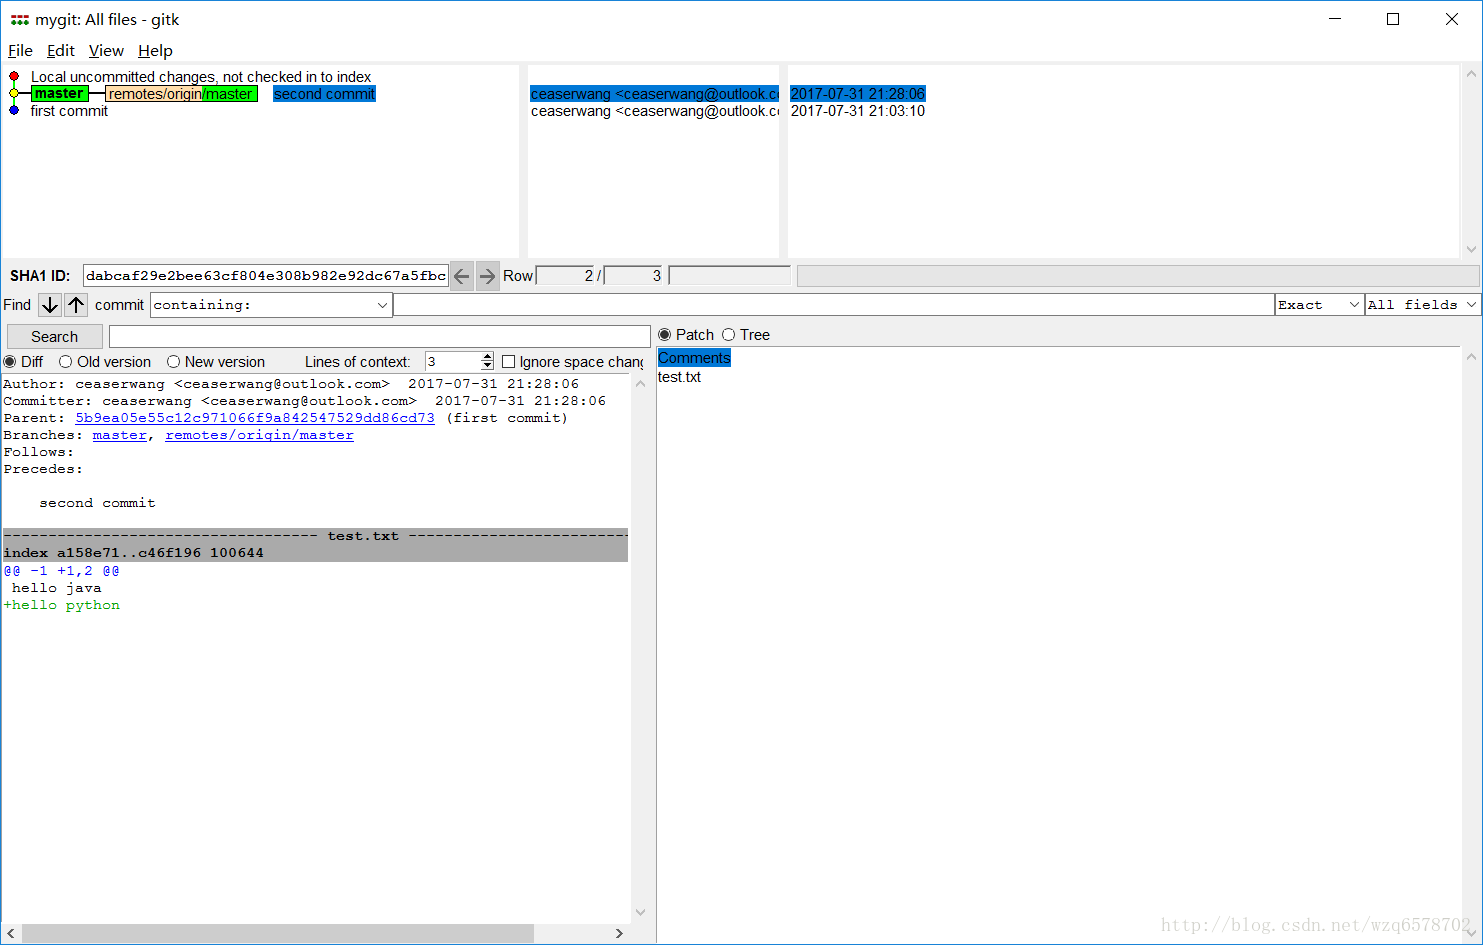 mygit: All files - gitk
File Edit View Help
Local uncommitted changes, not checked in to index
master remotes/origin/master second commit ceaserwang <ceaserwang@outlook.c 2017-07-31 21:28:06
first commit ceaserwang <ceaserwang@outlook.c 2017-07-31 21:03:10
SHA1 ID: dabcaf29e2bee63cf804e308b982e92dc67a5fbc Row 2 / 3
Find commit containing: Exact All fields
Search
Patch Tree
Diff Old version New version Lines of context: 3 Ignore space chang
Comments
test.txt
Author: ceaserwang <ceaserwang@outlook.com> 2017-07-31 21:28:06
Committer: ceaserwang <ceaserwang@outlook.com> 2017-07-31 21:28:06
Parent: 5b9ea05e55c12c971066f9a842547529dd86cd73 (first commit)
Branches: master, remotes/origin/master
Follows:
Precedes:
second commit
----------------------------------- test.txt -------------------------
index a158e71..c46f196 100644
@@ -1 +1,2 @@
hello java
+hello python
http://blog.csdn.net/wzq6578702